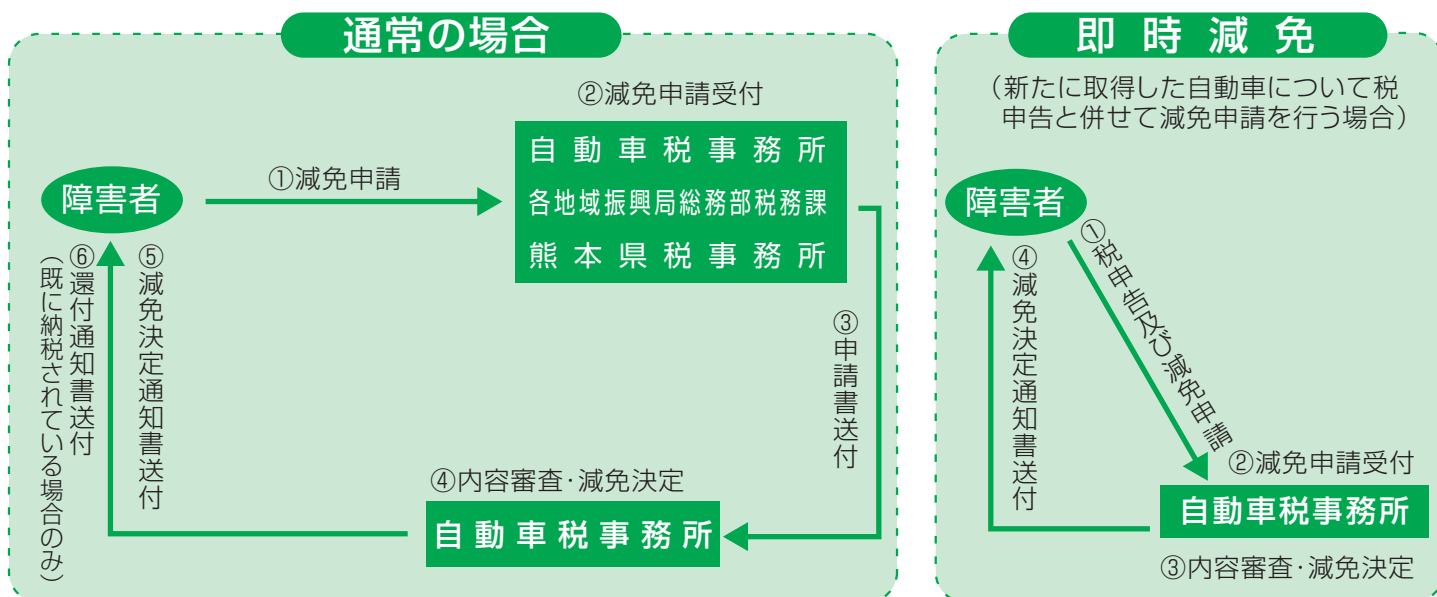 通常の場合
②減免申請受付
自動車税事務所
各地域振興局総務部税務課
熊本県税事務所
障害者
①減免申請
③申請書送付
④内容審査・減免決定
自動車税事務所
⑤減免決定通知書送付
⑥還付通知書送付
（既に納税されている場合のみ）
即時減免
（新たに取得した自動車について税
申告と併せて減免申請を行う場合）
障害者
①税申告及び減免申請
②減免申請受付
自動車税事務所
③内容審査・減免決定
④減免決定通知書送付